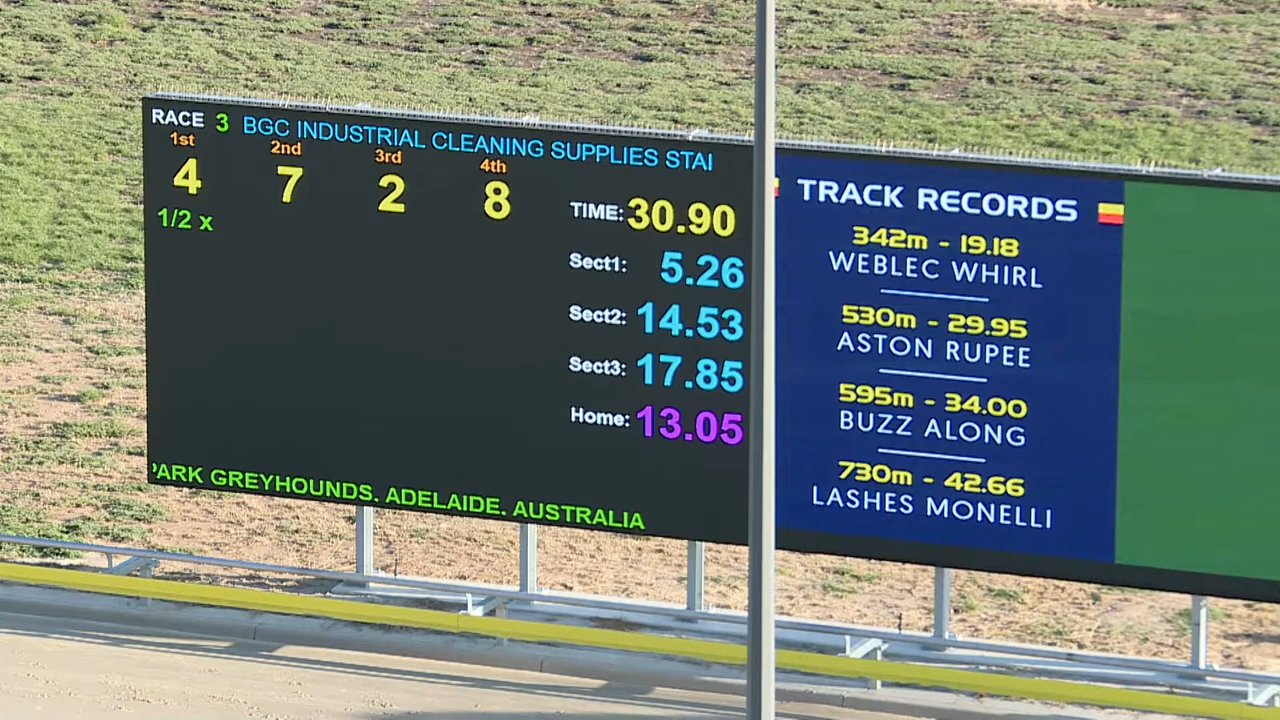 RACE 3 BGC INDUSTRIAL CLEANING SUPPLIES STAI
1st 2nd 3rd 4th
4 7 2 8
1/2 x
TIME: 30.90
Sect1: 5.26
Sect2: 14.53
Sect3: 17.85
Home: 13.05
PARK GREYHOUNDS. ADELAIDE. AUSTRALIA
TRACK RECORDS
342m - 19.18
WEBLEC WHIRL
530m - 29.95
ASTON RUPEE
595m - 34.00
BUZZ ALONG
730m - 42.66
LASHES MONELLI